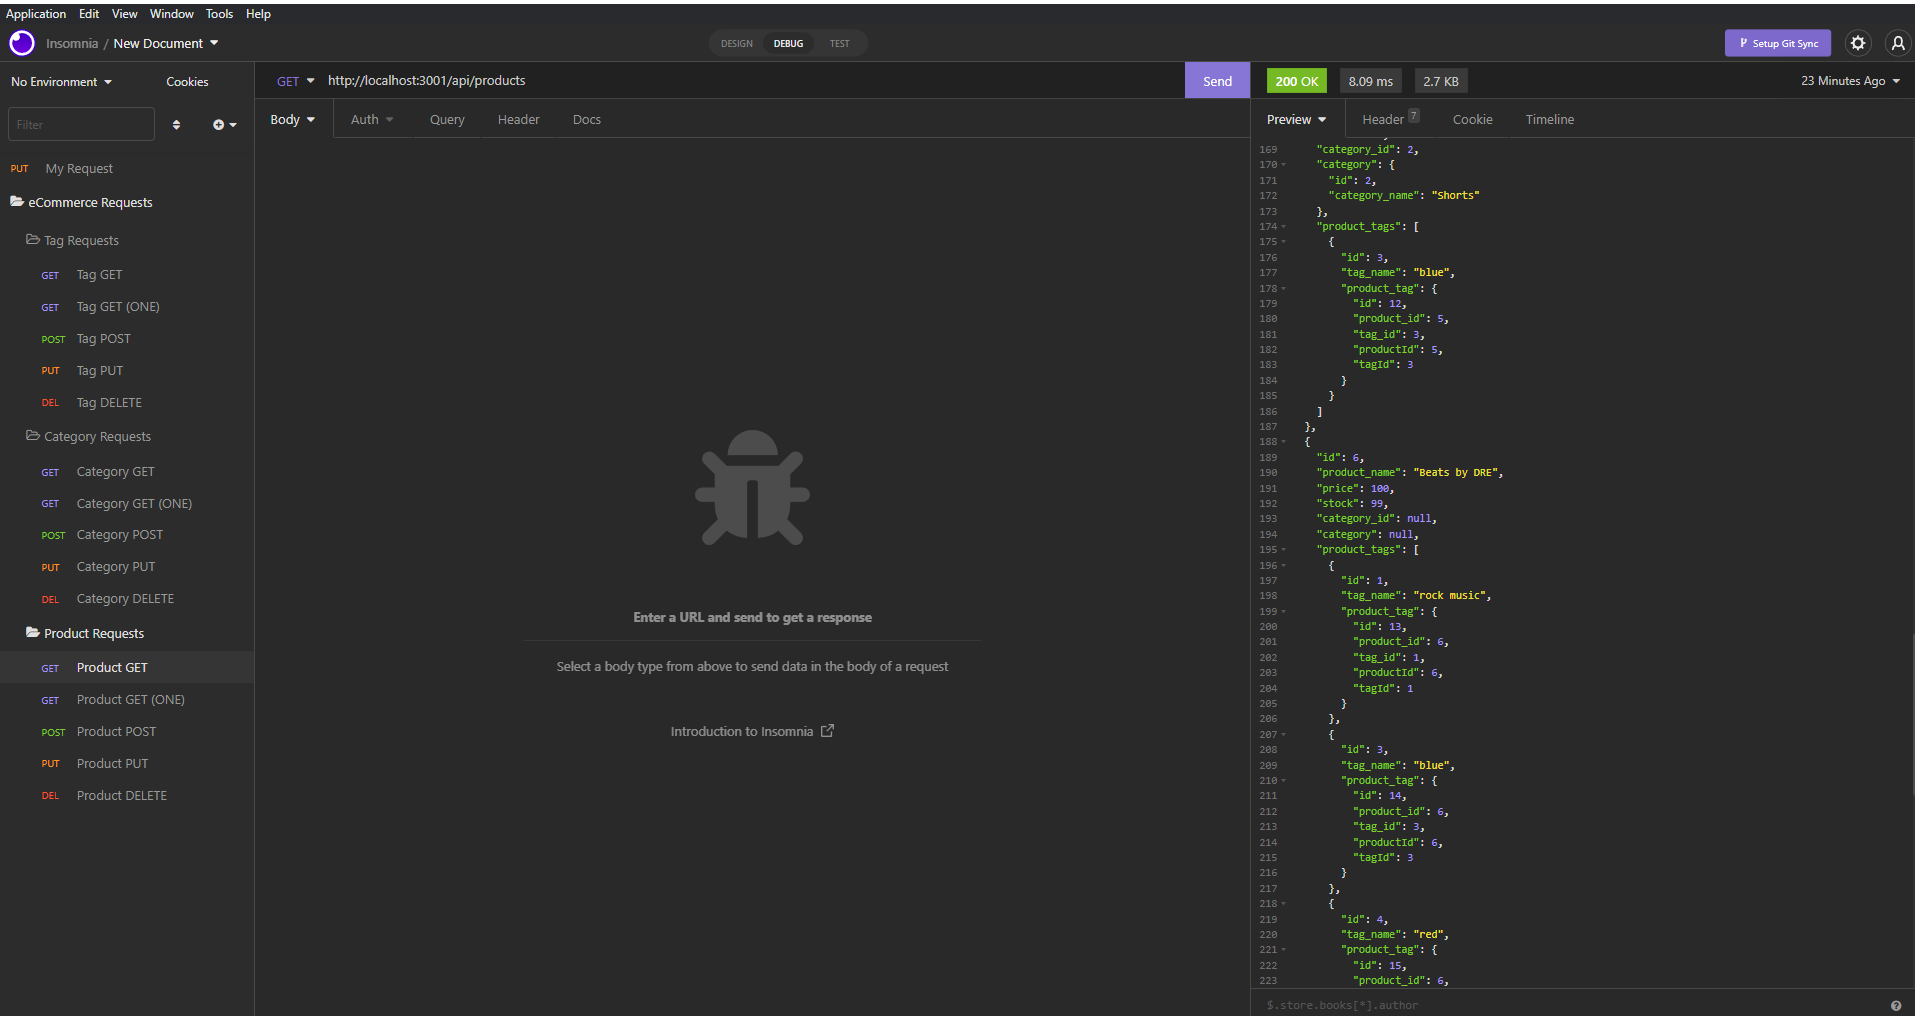 Application Edit View Window Tools Help
Insomnia / New Document
DESIGN DEBUG TEST
Setup Git Sync
No Environment Cookies
Filter
PUT My Request
eCommerce Requests
Tag Requests
GET Tag GET
GET Tag GET (ONE)
POST Tag POST
PUT Tag PUT
DEL Tag DELETE
Category Requests
GET Category GET
GET Category GET (ONE)
POST Category POST
PUT Category PUT
DEL Category DELETE
Product Requests
GET Product GET
GET Product GET (ONE)
POST Product POST
PUT Product PUT
DEL Product DELETE
GET http://localhost:3001/api/products Send
Body Auth Query Header Docs
Enter a URL and send to get a response
Select a body type from above to send data in the body of a request
Introduction to Insomnia
200 OK 8.09 ms 2.7 KB 23 Minutes Ago
Preview Header 7 Cookie Timeline
169 "category_id": 2,
170 "category": {
171 "id": 2,
172 "category_name": "Shorts"
173 },
174 "product_tags": [
175 {
176 "id": 3,
177 "tag_name": "blue",
178 "product_tag": {
179 "id": 12,
180 "product_id": 5,
181 "tag_id": 3,
182 "productId": 5,
183 "tagId": 3
184 }
185 }
186 ]
187 },
188 {
189 "id": 6,
190 "product_name": "Beats by DRE",
191 "price": 100,
192 "stock": 99,
193 "category_id": null,
194 "category": null,
195 "product_tags": [
196 {
197 "id": 1,
198 "tag_name": "rock music",
199 "product_tag": {
200 "id": 13,
201 "product_id": 6,
202 "tag_id": 1,
203 "productId": 6,
204 "tagId": 1
205 }
206 },
207 {
208 "id": 3,
209 "tag_name": "blue",
210 "product_tag": {
211 "id": 14,
212 "product_id": 6,
213 "tag_id": 3,
214 "productId": 6,
215 "tagId": 3
216 }
217 },
218 {
219 "id": 4,
220 "tag_name": "red",
221 "product_tag": {
222 "id": 15,
223 "product_id": 6,
$.store.books[*].author